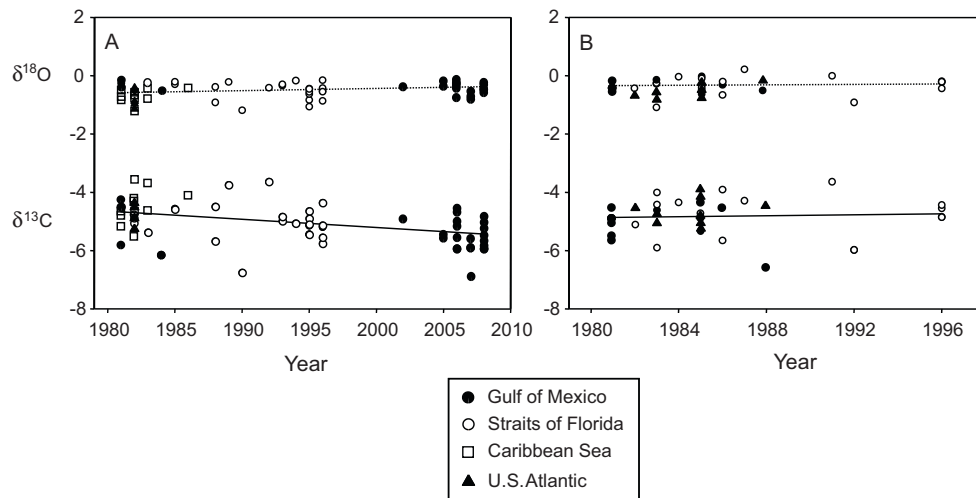 2
2
A
B
δ18O
0
0
-2
-2
-4
-4
δ13C
-6
-6
-8
-8
1980 1985 1990 1995 2000 2005 2010
1980 1984 1988 1992 1996
Year
Year
Gulf of Mexico
Straits of Florida
Caribbean Sea
U.S.Atlantic